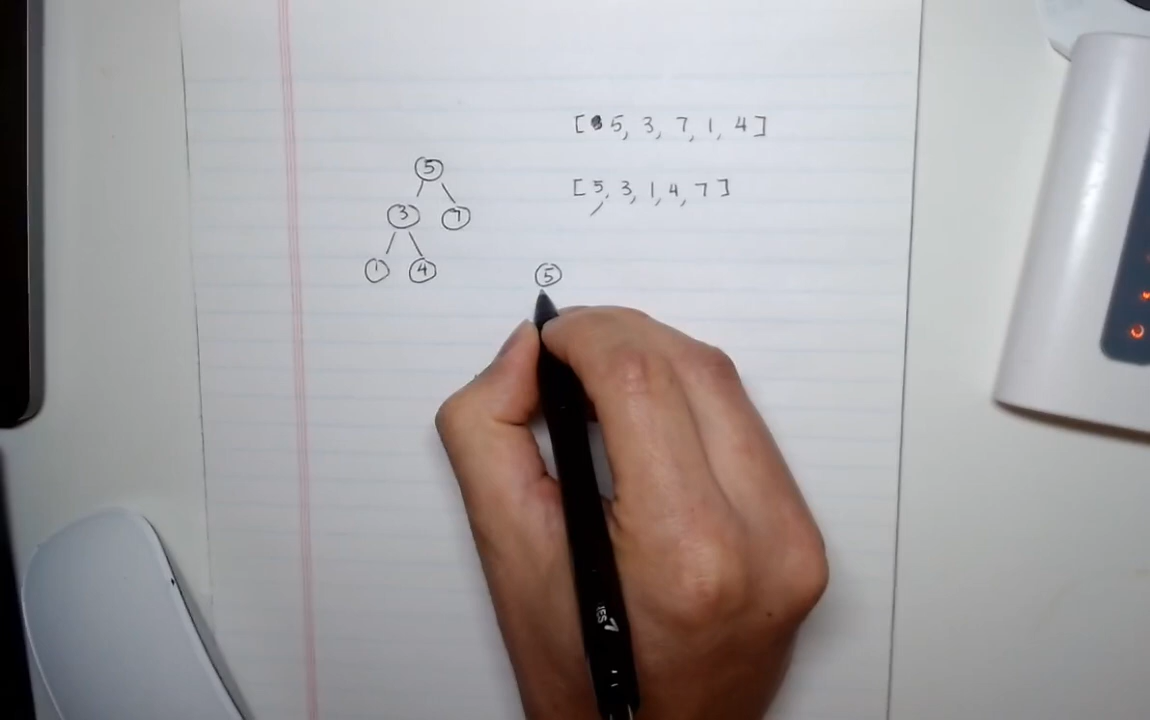 [ 5, 3, 7, 1, 4 ]
5
[ 5, 3, 1, 4, 7 ]
3 7
1 4
5